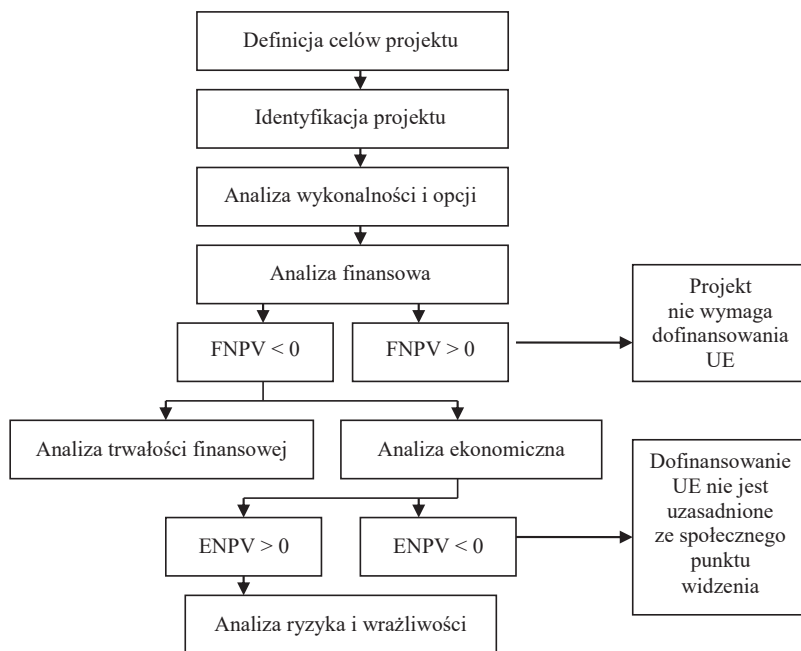 Definicja celów projektu
Identyfikacja projektu
Analiza wykonalności i opcji
Analiza finansowa
FNPV < 0
FNPV > 0
Projekt
nie wymaga
dofinansowania
UE
Analiza trwałości finansowej
Analiza ekonomiczna
ENPV > 0
ENPV < 0
Dofinansowanie
UE nie jest
uzasadnione
ze społecznego
punktu
widzenia
Analiza ryzyka i wrażliwości